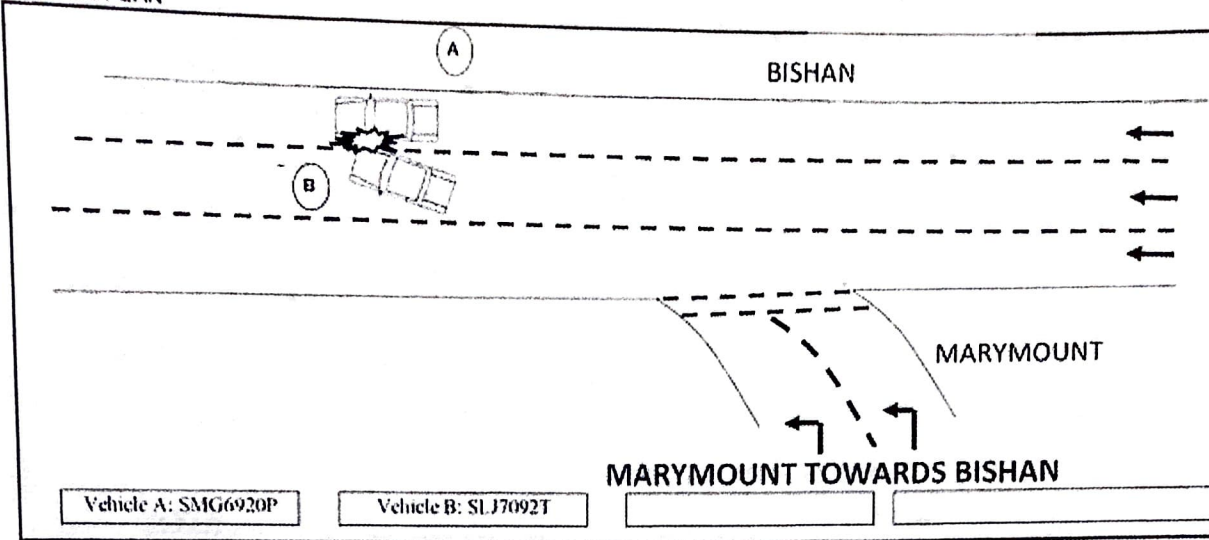 A
BISHAN
B
MARYMOUNT
MARYMOUNT TOWARDS BISHAN
Vehicle A: SMG6920P
Vehicle B: SLJ7092T